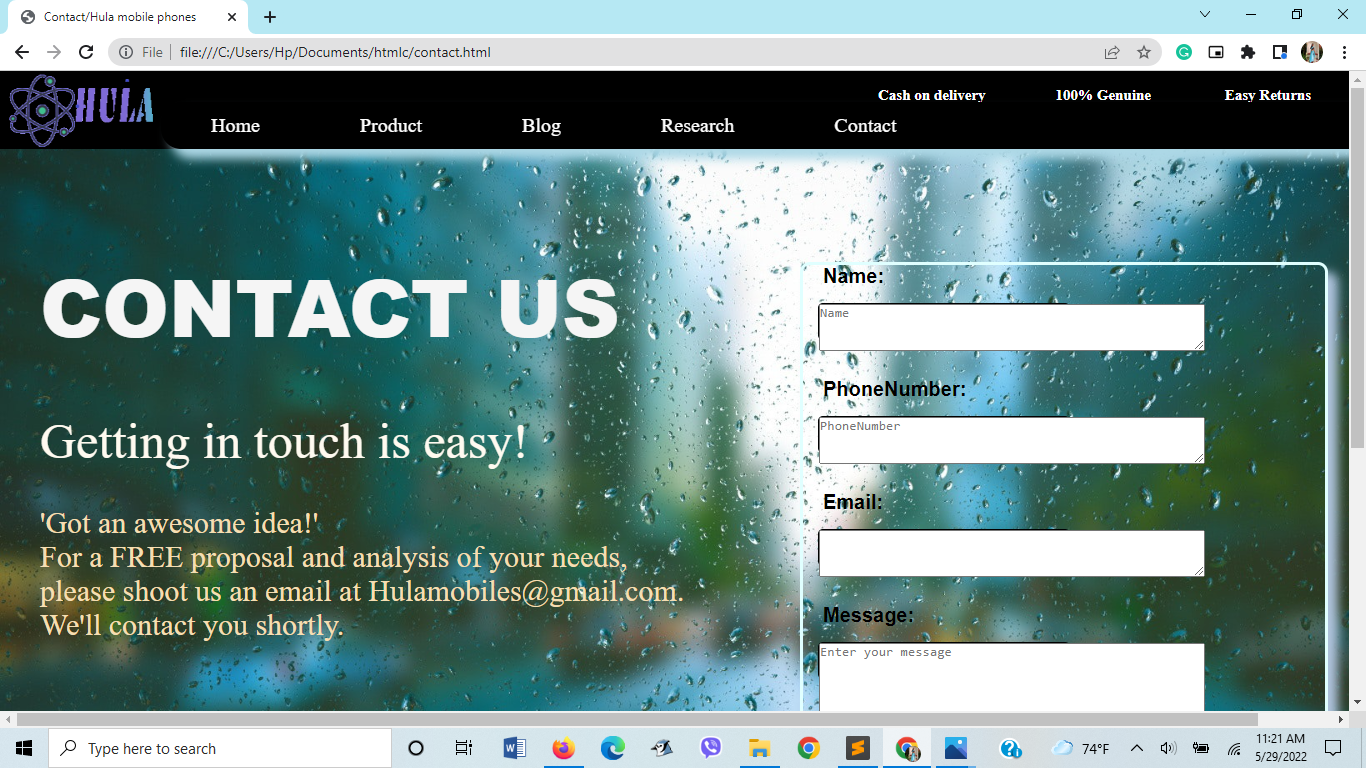 Contact/Hula mobile phones
File
file:///C:/Users/Hp/Documents/htmlc/contact.html
HULA
Cash on delivery
100% Genuine
Easy Returns
Home
Product
Blog
Research
Contact
CONTACT US
Getting in touch is easy!
'Got an awesome idea!'
For a FREE proposal and analysis of your needs,
please shoot us an email at Hulamobiles@gmail.com.
We'll contact you shortly.
Name:
Name
PhoneNumber:
PhoneNumber
Email:
Message:
Enter your message
Type here to search
74°F
11:21 AM
5/29/2022